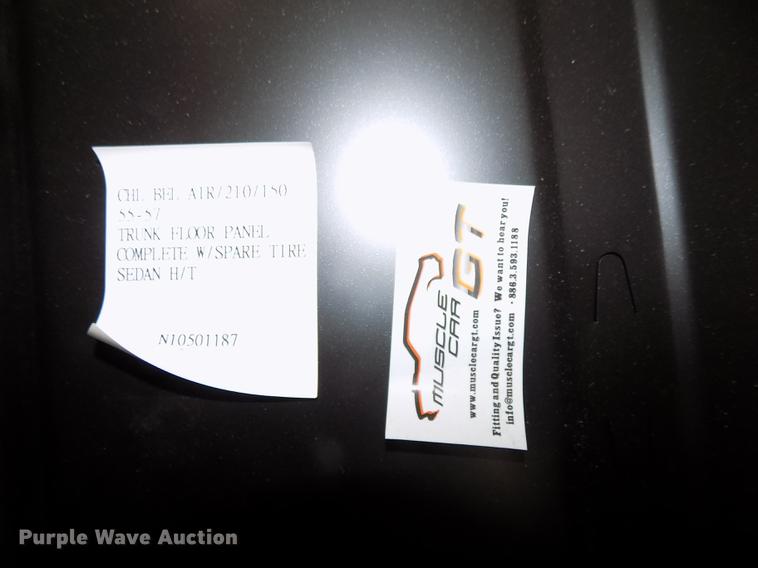 CHL BEL AIR/210/150
55-57
TRUNK FLOOR PANEL
COMPLETE W/SPARE TIRE
SEDAN H/T
N10501187
MUSCLE
CAR GT
www.musclecargt.com
Fitting and Quality Issue? We want to hear you!
info@musclecargt.com · 886.3.593.1188
Purple Wave Auction